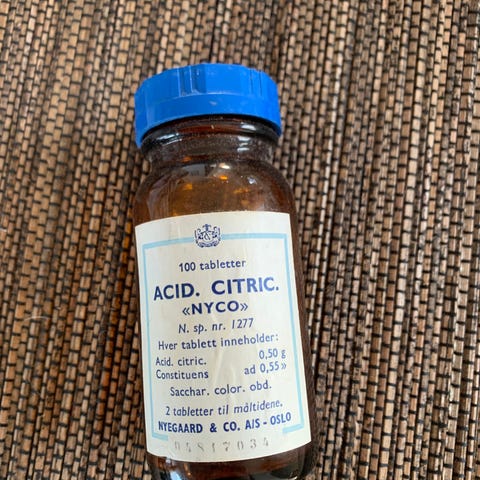 100 tabletter
ACID. CITRIC.
«NYCO»
N. sp. nr. 1277
Hver tablett inneholder:
Acid. citric. 0,50 g
Constituens ad 0,55 »
Sacchar. color. obd.
2 tabletter til måltidene.
NYEGAARD & CO. A/S - OSLO
04817034